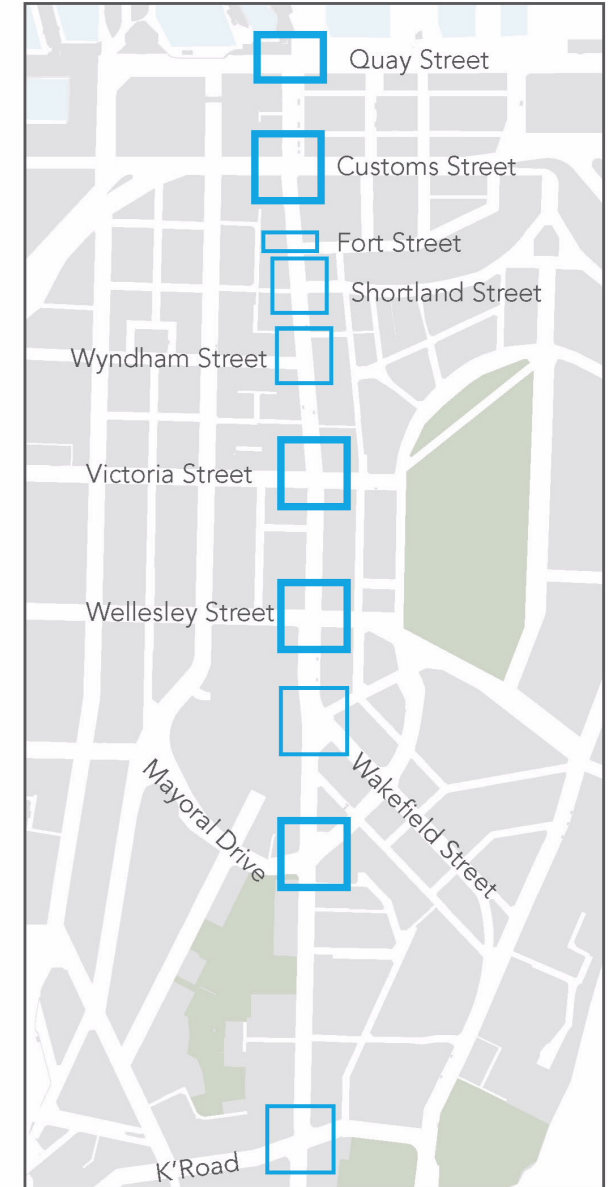 Quay Street
Customs Street
Fort Street
Shortland Street
Wyndham Street
Victoria Street
Wellesley Street
Wakefield Street
Mayoral Drive
K'Road